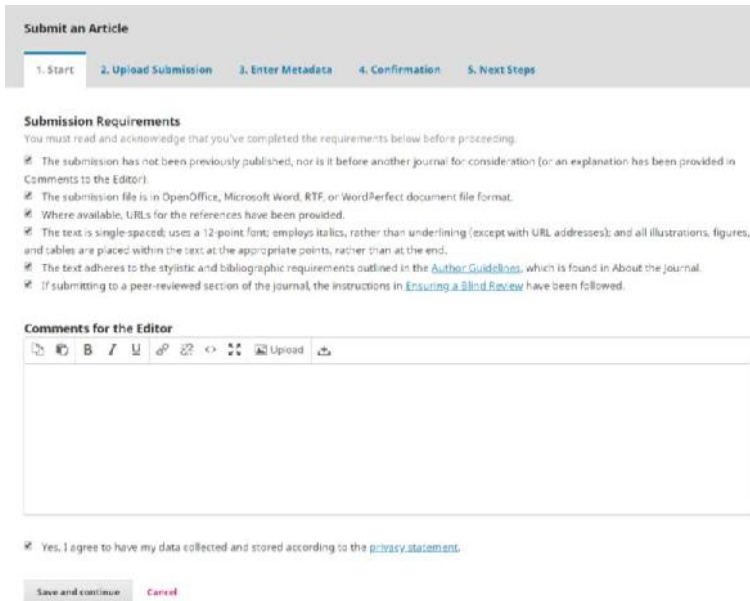 Submit an Article
1. Start 2. Upload Submission 3. Enter Metadata 4. Confirmation 5. Next Steps
Submission Requirements
You must read and acknowledge that you've completed the requirements below before proceeding.
The submission has not been previously published, nor is it before another journal for consideration (or an explanation has been provided in
Comments to the Editor).
The submission file is in OpenOffice, Microsoft Word, RTF, or WordPerfect document file format.
Where available, URLs for the references have been provided.
The text is single-spaced; uses a 12-point font; employs italics, rather than underlining (except with URL addresses); and all illustrations, figures,
and tables are placed within the text at the appropriate points, rather than at the end.
The text adheres to the stylistic and bibliographic requirements outlined in the Author Guidelines, which is found in About the Journal.
If submitting to a peer-reviewed section of the journal, the instructions in Ensuring a Blind Review have been followed.
Comments for the Editor
B I U Upload
Yes, I agree to have my data collected and stored according to the privacy statement.
Save and continue Cancel